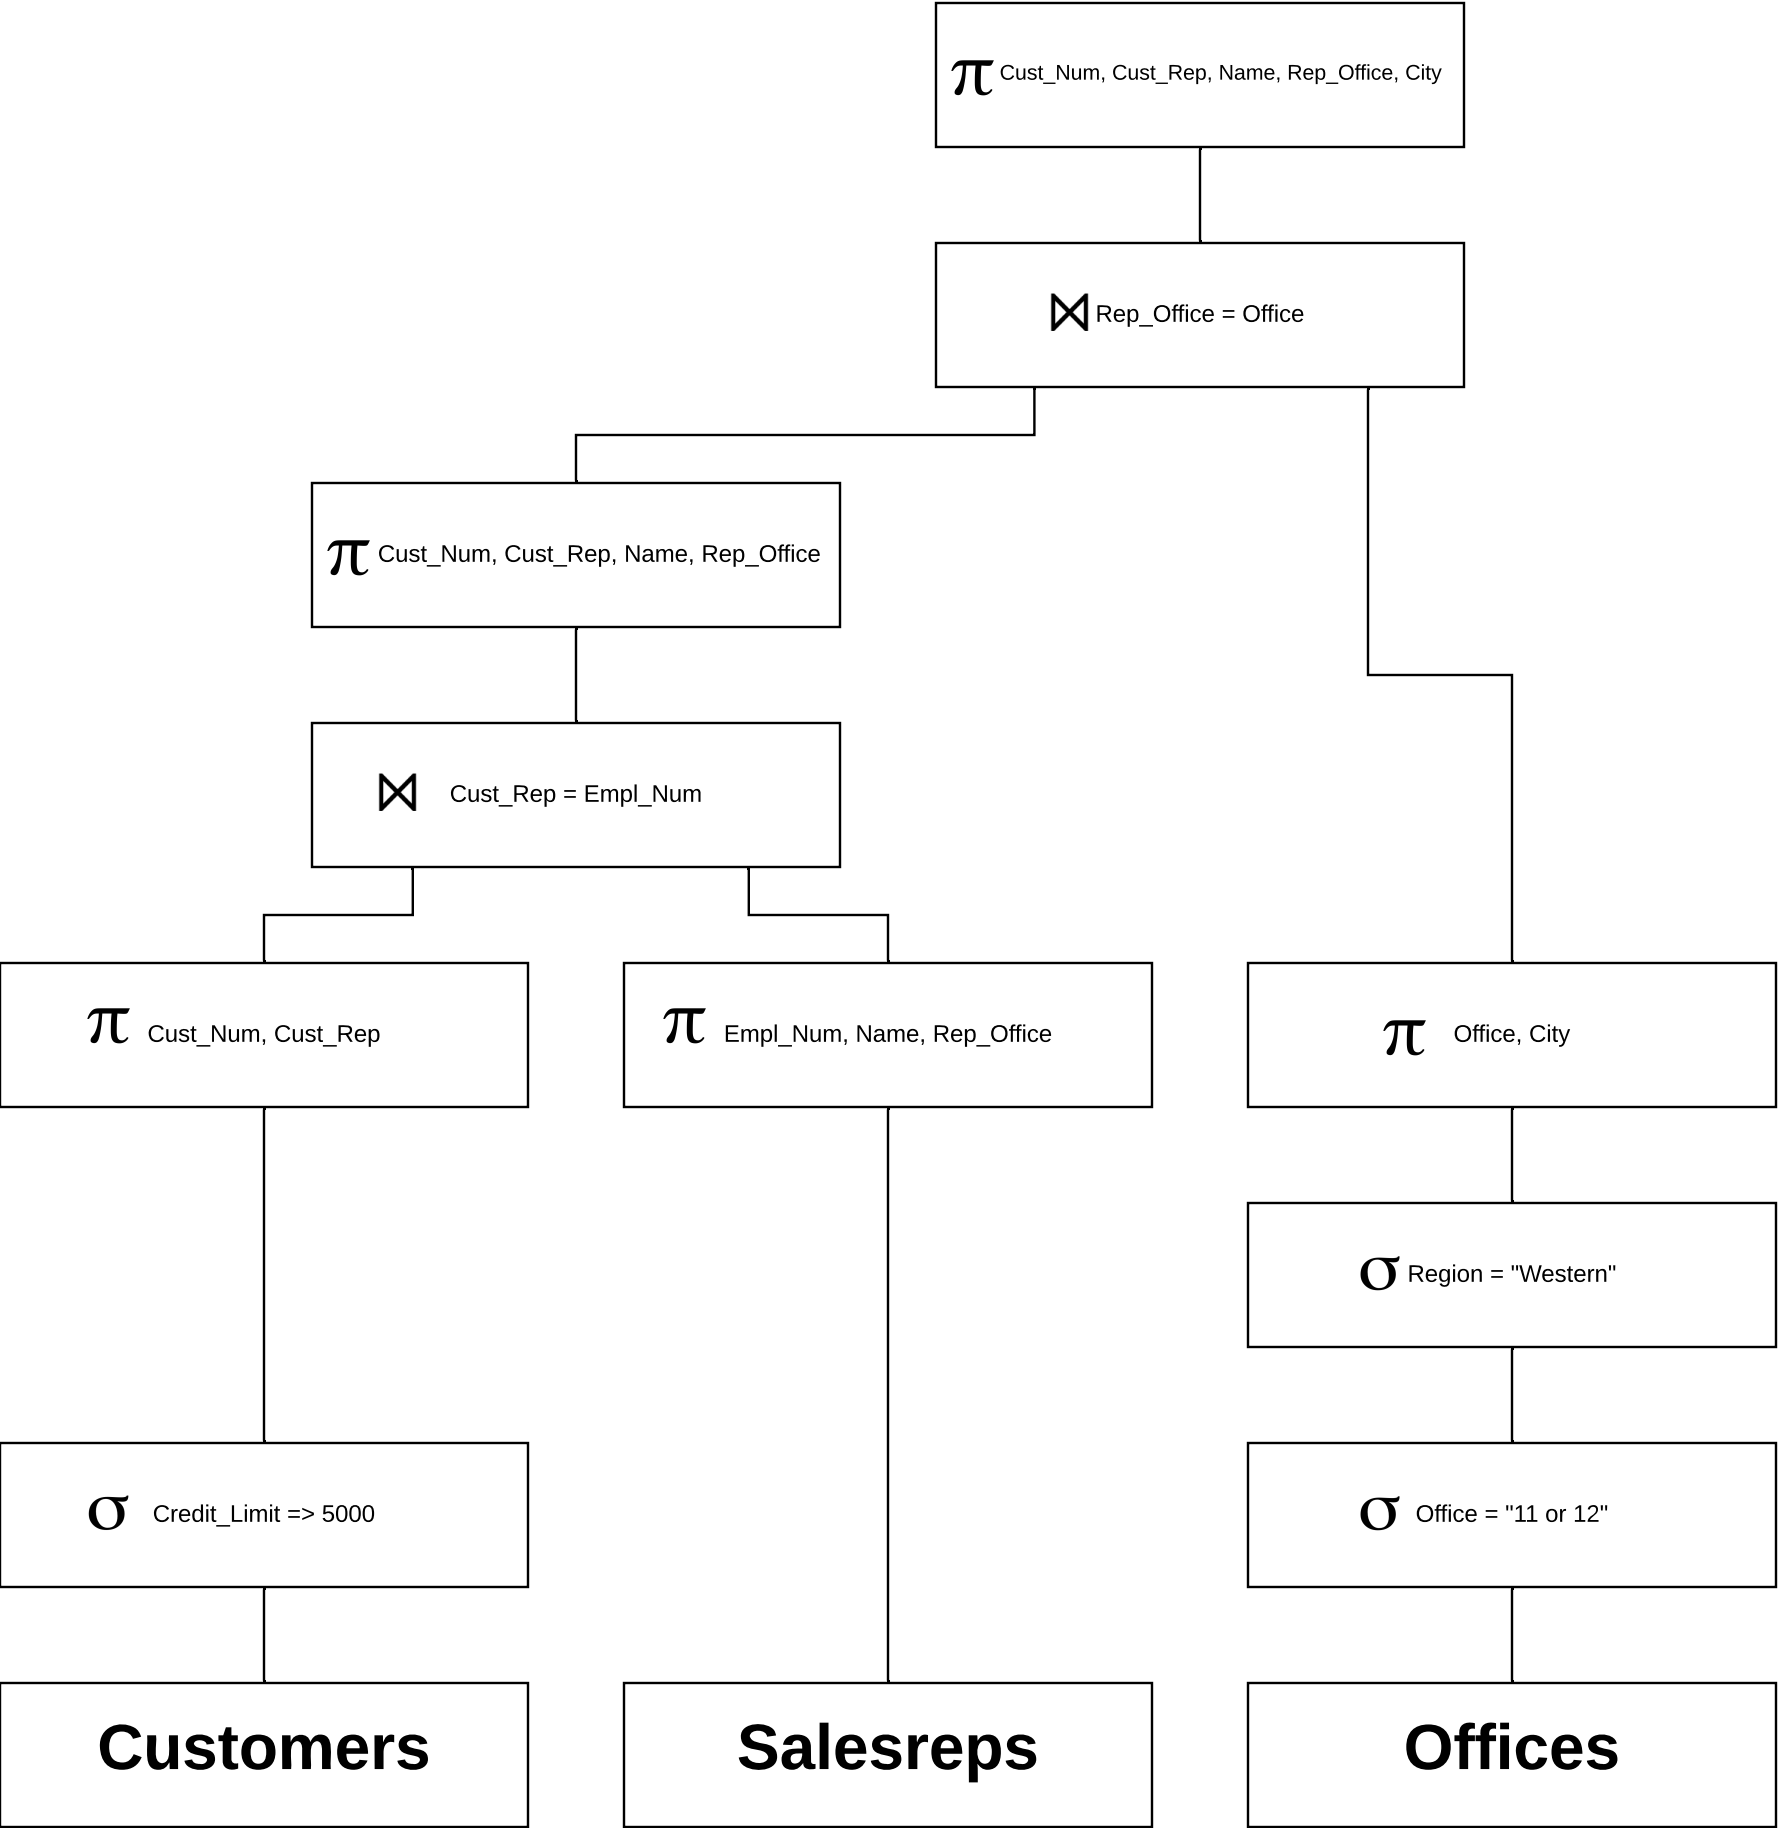 π Cust_Num, Cust_Rep, Name, Rep_Office, City
⋈ Rep_Office = Office
π Cust_Num, Cust_Rep, Name, Rep_Office
⋈ Cust_Rep = Empl_Num
π Cust_Num, Cust_Rep
π Empl_Num, Name, Rep_Office
π Office, City
σ Region = "Western"
σ Credit_Limit => 5000
σ Office = "11 or 12"
Customers
Salesreps
Offices